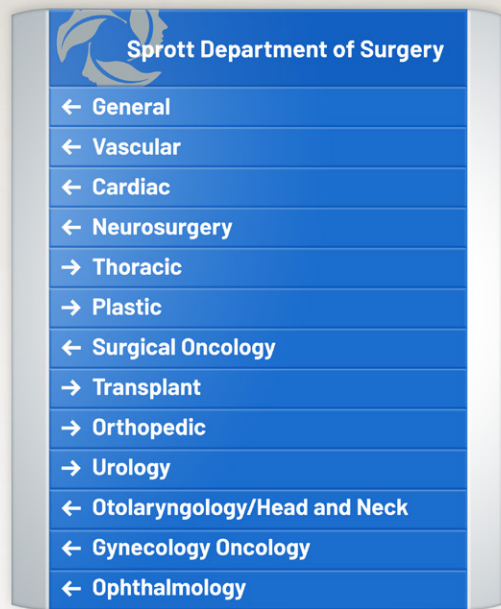 Sprott Department of Surgery
← General
← Vascular
← Cardiac
← Neurosurgery
→ Thoracic
→ Plastic
← Surgical Oncology
→ Transplant
→ Orthopedic
→ Urology
← Otolaryngology/Head and Neck
← Gynecology Oncology
← Ophthalmology